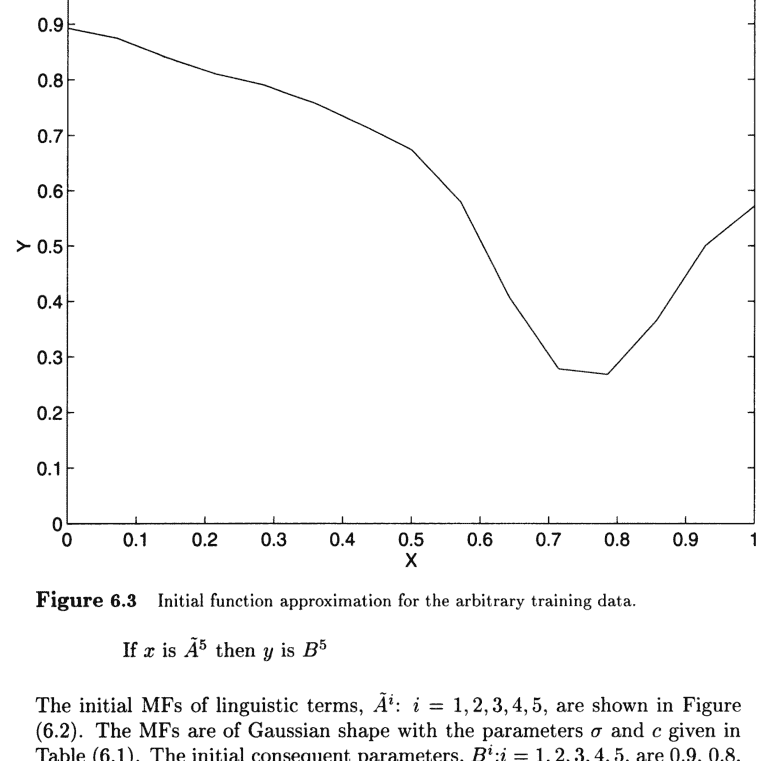 0.9
0.8
0.7
0.6
Y 0.5
0.4
0.3
0.2
0.1
0
0 0.1 0.2 0.3 0.4 0.5 0.6 0.7 0.8 0.9 1
X
Figure 6.3 Initial function approximation for the arbitrary training data.
If x is Ã⁵ then y is B⁵
The initial MFs of linguistic terms, Ãⁱ: i = 1, 2, 3, 4, 5, are shown in Figure
(6.2). The MFs are of Gaussian shape with the parameters σ and c given in
Table (6.1). The initial consequent parameters, Bⁱ:i = 1, 2, 3, 4, 5, are 0.9, 0.8,